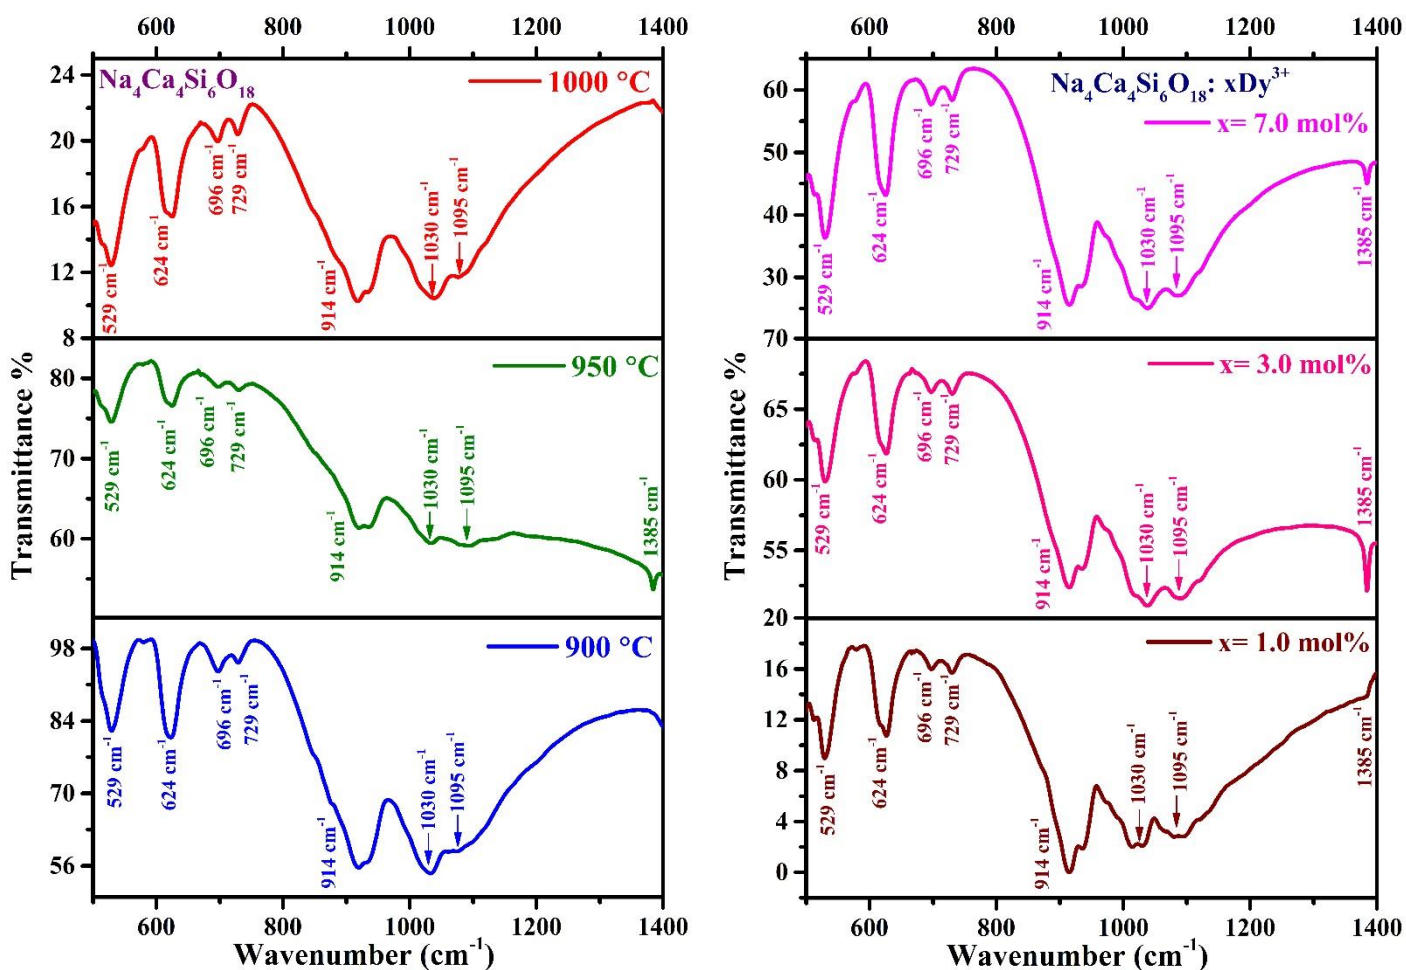 600 800 1000 1200 1400
600 800 1000 1200 1400
Transmittance %
24
20
16
12
8
Na₄Ca₄Si₆O₁₈
1000 °C
529 cm⁻¹
624 cm⁻¹
696 cm⁻¹
729 cm⁻¹
914 cm⁻¹
1030 cm⁻¹
1095 cm⁻¹
80
70
60
950 °C
529 cm⁻¹
624 cm⁻¹
696 cm⁻¹
729 cm⁻¹
914 cm⁻¹
1030 cm⁻¹
1095 cm⁻¹
1385 cm⁻¹
98
84
70
56
900 °C
529 cm⁻¹
624 cm⁻¹
696 cm⁻¹
729 cm⁻¹
914 cm⁻¹
1030 cm⁻¹
1095 cm⁻¹
600 800 1000 1200 1400
Wavenumber (cm⁻¹)
Transmittance %
60
50
40
30
Na₄Ca₄Si₆O₁₈: xDy³⁺
x= 7.0 mol%
529 cm⁻¹
624 cm⁻¹
696 cm⁻¹
729 cm⁻¹
914 cm⁻¹
1030 cm⁻¹
1095 cm⁻¹
1385 cm⁻¹
70
65
60
55
x= 3.0 mol%
529 cm⁻¹
624 cm⁻¹
696 cm⁻¹
729 cm⁻¹
914 cm⁻¹
1030 cm⁻¹
1095 cm⁻¹
1385 cm⁻¹
20
16
12
8
4
0
x= 1.0 mol%
529 cm⁻¹
624 cm⁻¹
696 cm⁻¹
729 cm⁻¹
914 cm⁻¹
1030 cm⁻¹
1095 cm⁻¹
1385 cm⁻¹
600 800 1000 1200 1400
Wavenumber (cm⁻¹)